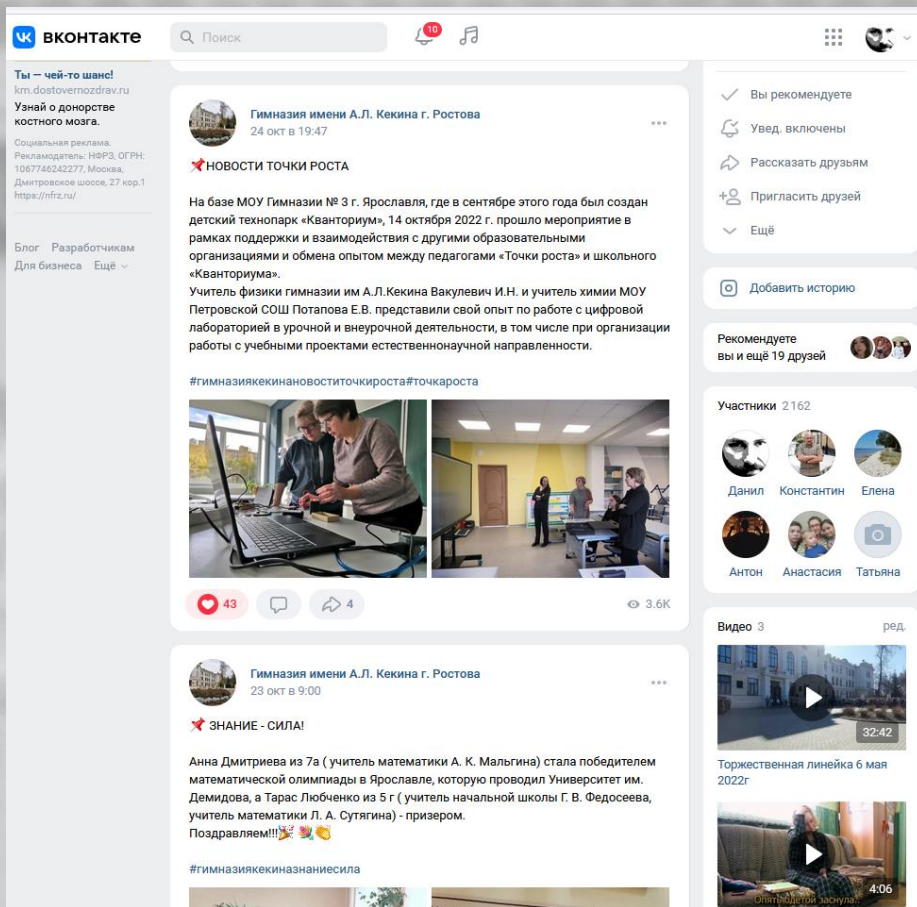 вконтакте
Поиск
10
Ты — чей-то шанс!
km.dostovernozdrav.ru
Узнай о донорстве
костного мозга.
Социальная реклама.
Рекламодатель: НФРЗ, ОГРН:
1067746242277, Москва,
Дмитровское шоссе, 27 кор.1
https://nfrz.ru/
Блог Разработчикам
Для бизнеса Ещё
Гимназия имени А.Л. Кекина г. Ростова
24 окт в 19:47
НОВОСТИ ТОЧКИ РОСТА
На базе МОУ Гимназии № 3 г. Ярославля, где в сентябре этого года был создан
детский технопарк «Кванториум», 14 октября 2022 г. прошло мероприятие в
рамках поддержки и взаимодействия с другими образовательными
организациями и обмена опытом между педагогами «Точки роста» и школьного
«Кванториума».
Учитель физики гимназии им А.Л.Кекина Вакулевич И.Н. и учитель химии МОУ
Петровской СОШ Потапова Е.В. представили свой опыт по работе с цифровой
лабораторией в урочной и внеурочной деятельности, в том числе при организации
работы с учебными проектами естественнонаучной направленности.
#гимназиякекинановоститочкироста#точкароста
43
4
3.6K
Гимназия имени А.Л. Кекина г. Ростова
23 окт в 9:00
ЗНАНИЕ - СИЛА!
Анна Дмитриева из 7а ( учитель математики А. К. Мальгина) стала победителем
математической олимпиады в Ярославле, которую проводил Университет им.
Демидова, а Тарас Любченко из 5 г ( учитель начальной школы Г. В. Федосеева,
учитель математики Л. А. Сутягина) - призером.
Поздравляем!!!
#гимназиякекиназнаниесила
Вы рекомендуете
Увед. включены
Рассказать друзьям
Пригласить друзей
Ещё
Добавить историю
Рекомендуете
вы и ещё 19 друзей
Участники 2162
Данил Константин Елена
Антон Анастасия Татьяна
Видео 3 ред.
32:42
Торжественная линейка 6 мая
2022г
4:06
Опять одетой заснула..